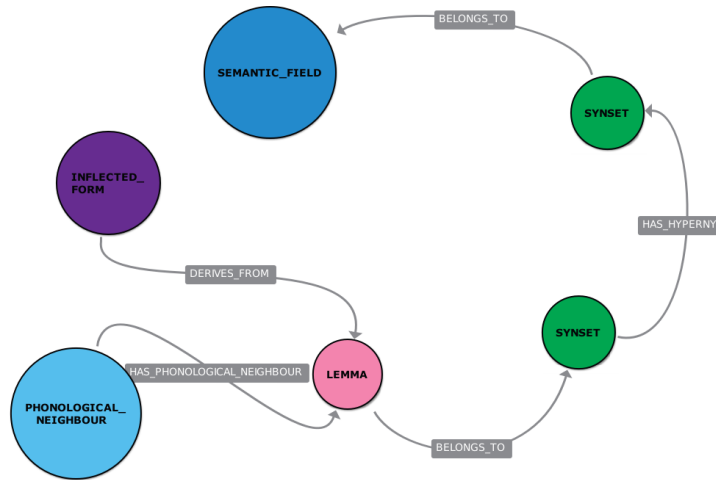 BELONGS_TO
SEMANTIC_FIELD
SYNSET
INFLECTED_
FORM
HAS_HYPERNY
DERIVES_FROM
SYNSET
HAS_PHONOLOGICAL_NEIGHBOUR
LEMMA
PHONOLOGICAL_
NEIGHBOUR
BELONGS_TO